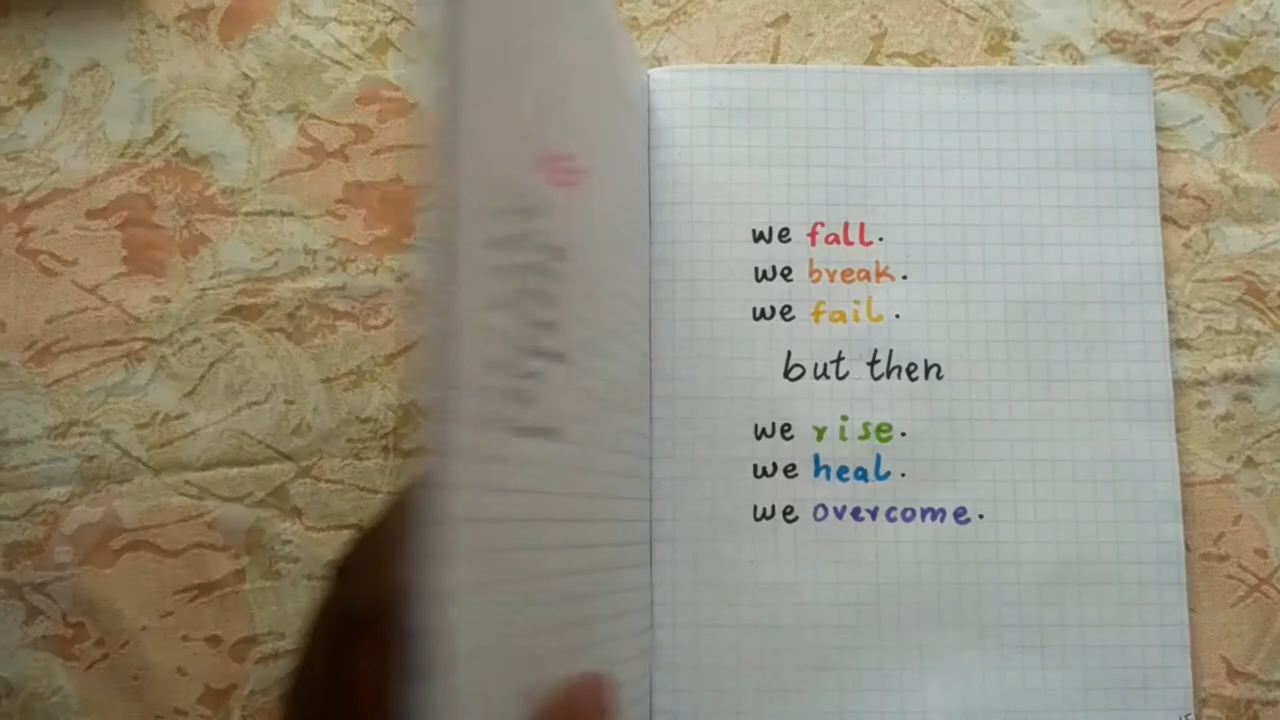 we fall.
we break.
we fail.
but then
we rise.
we heal.
we overcome.